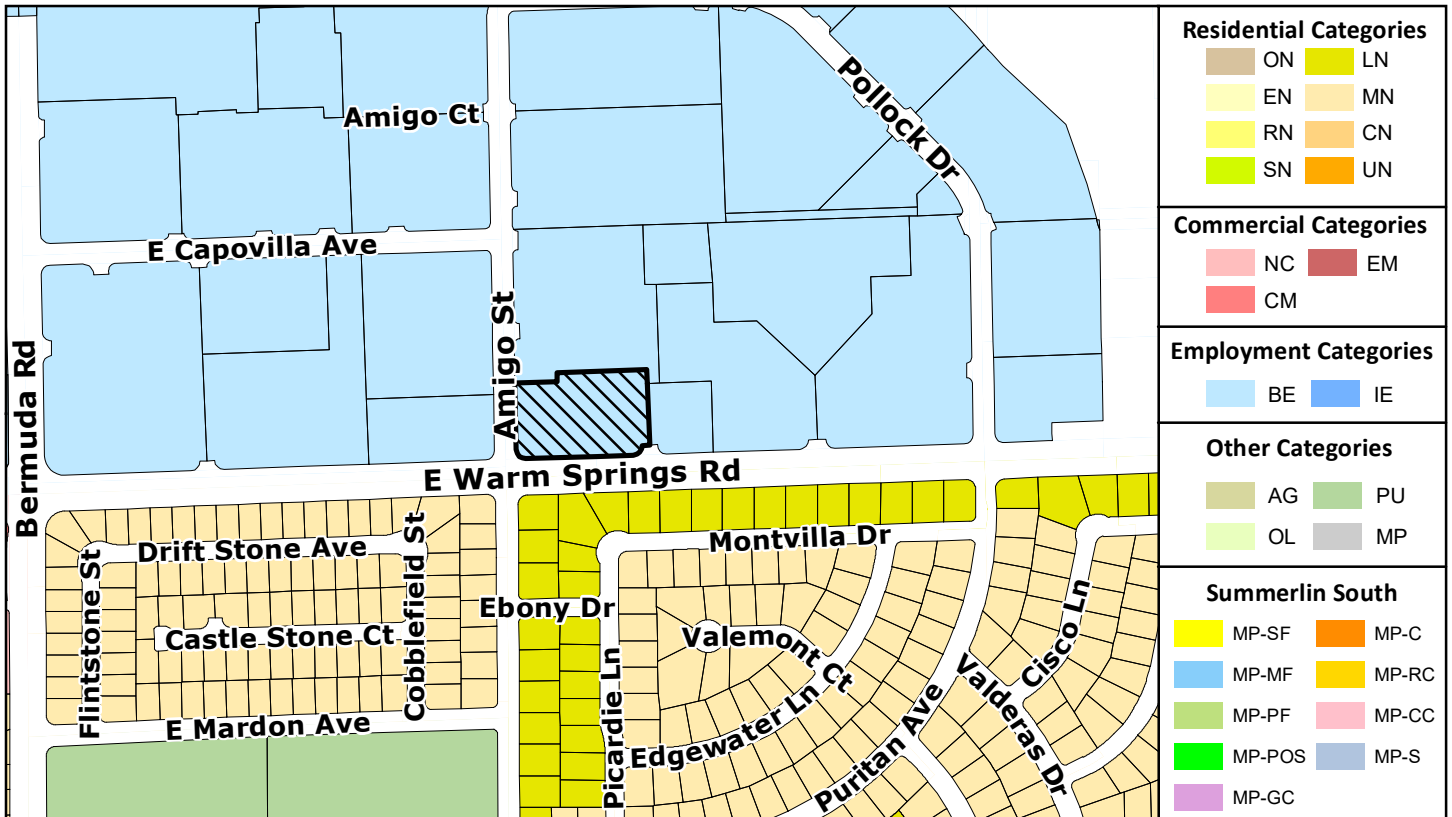 Amigo Ct
Pollock Dr
E Capovilla Ave
Amigo St
Bermuda Rd
E Warm Springs Rd
Drift Stone Ave
Montvilla Dr
Flintstone St
Cobblefield St
Castle Stone Ct
Ebony Dr
Picardie Ln
Valemont Ct
Cisco Ln
Edgewater Ln
Puritan Ave
Valderas Dr
E Mardon Ave
Residential Categories
ON LN
EN MN
RN CN
SN UN
Commercial Categories
NC EM
CM
Employment Categories
BE IE
Other Categories
AG PU
OL MP
Summerlin South
MP-SF MP-C
MP-MF MP-RC
MP-PF MP-CC
MP-POS MP-S
MP-GC